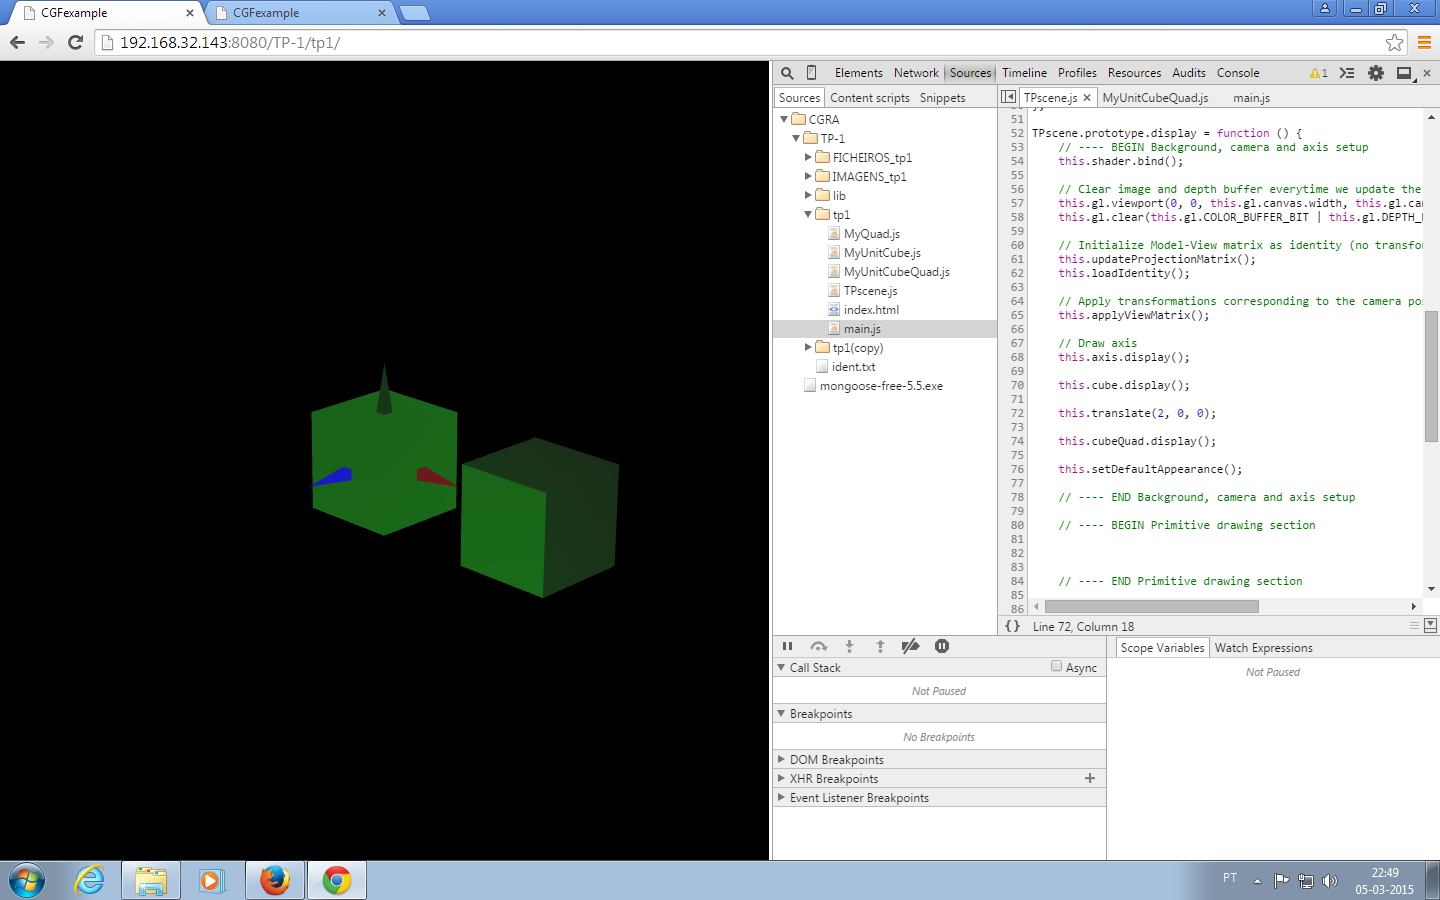 CGFexample
CGFexample
192.168.32.143:8080/TP-1/tp1/
Elements Network Sources Timeline Profiles Resources Audits Console
1
Sources Content scripts Snippets
TPscene.js MyUnitCubeQuad.js main.js
CGRA
TP-1
FICHEIROS_tp1
IMAGENS_tp1
lib
tp1
MyQuad.js
MyUnitCube.js
MyUnitCubeQuad.js
TPscene.js
index.html
main.js
tp1(copy)
ident.txt
mongoose-free-5.5.exe
51
52 TPscene.prototype.display = function () {
53 // ---- BEGIN Background, camera and axis setup
54 this.shader.bind();
55
56 // Clear image and depth buffer everytime we update the
57 this.gl.viewport(0, 0, this.gl.canvas.width, this.gl.can
58 this.gl.clear(this.gl.COLOR_BUFFER_BIT | this.gl.DEPTH_
59
60 // Initialize Model-View matrix as identity (no transfo
61 this.updateProjectionMatrix();
62 this.loadIdentity();
63
64 // Apply transformations corresponding to the camera po
65 this.applyViewMatrix();
66
67 // Draw axis
68 this.axis.display();
69
70 this.cube.display();
71
72 this.translate(2, 0, 0);
73
74 this.cubeQuad.display();
75
76 this.setDefaultAppearance();
77
78 // ---- END Background, camera and axis setup
79
80 // ---- BEGIN Primitive drawing section
81
82
83
84 // ---- END Primitive drawing section
85
86
{} Line 72, Column 18
Call Stack Async
Not Paused
Breakpoints
No Breakpoints
DOM Breakpoints
XHR Breakpoints
Event Listener Breakpoints
Scope Variables Watch Expressions
Not Paused
PT
22:49
05-03-2015